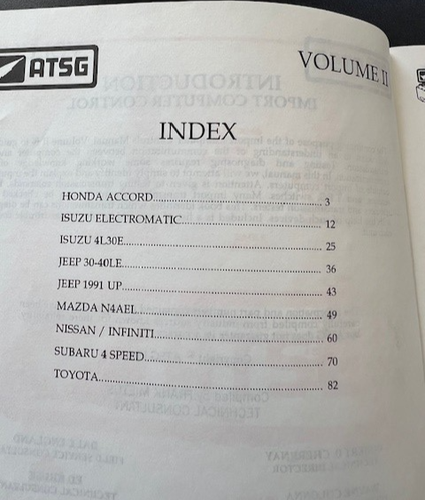 ATSG
VOLUME II
INDEX
HONDA ACCORD 3
ISUZU ELECTROMATIC 12
ISUZU 4L30E 25
JEEP 30-40LE 36
JEEP 1991 UP 43
MAZDA N4AEL 49
NISSAN / INFINITI 60
SUBARU 4 SPEED 70
TOYOTA 82